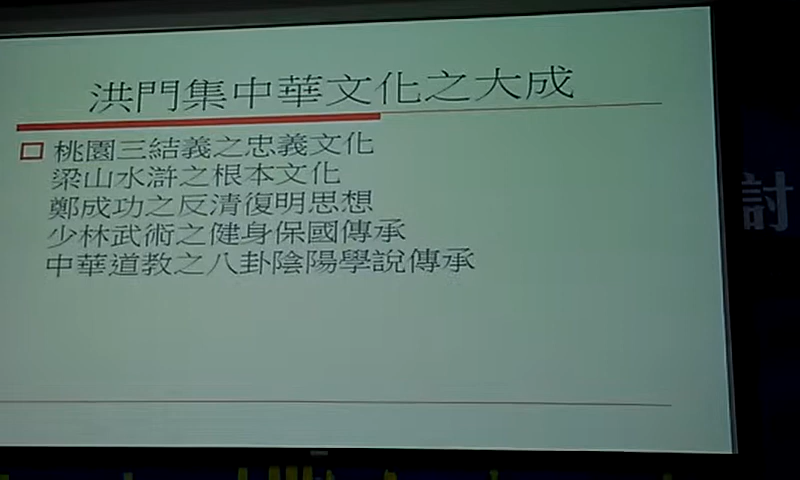 洪門集中華文化之大成
桃園三結義之忠義文化
梁山水滸之根本文化
鄭成功之反清復明思想
少林武術之健身保國傳承
中華道教之八卦陰陽學說傳承
討